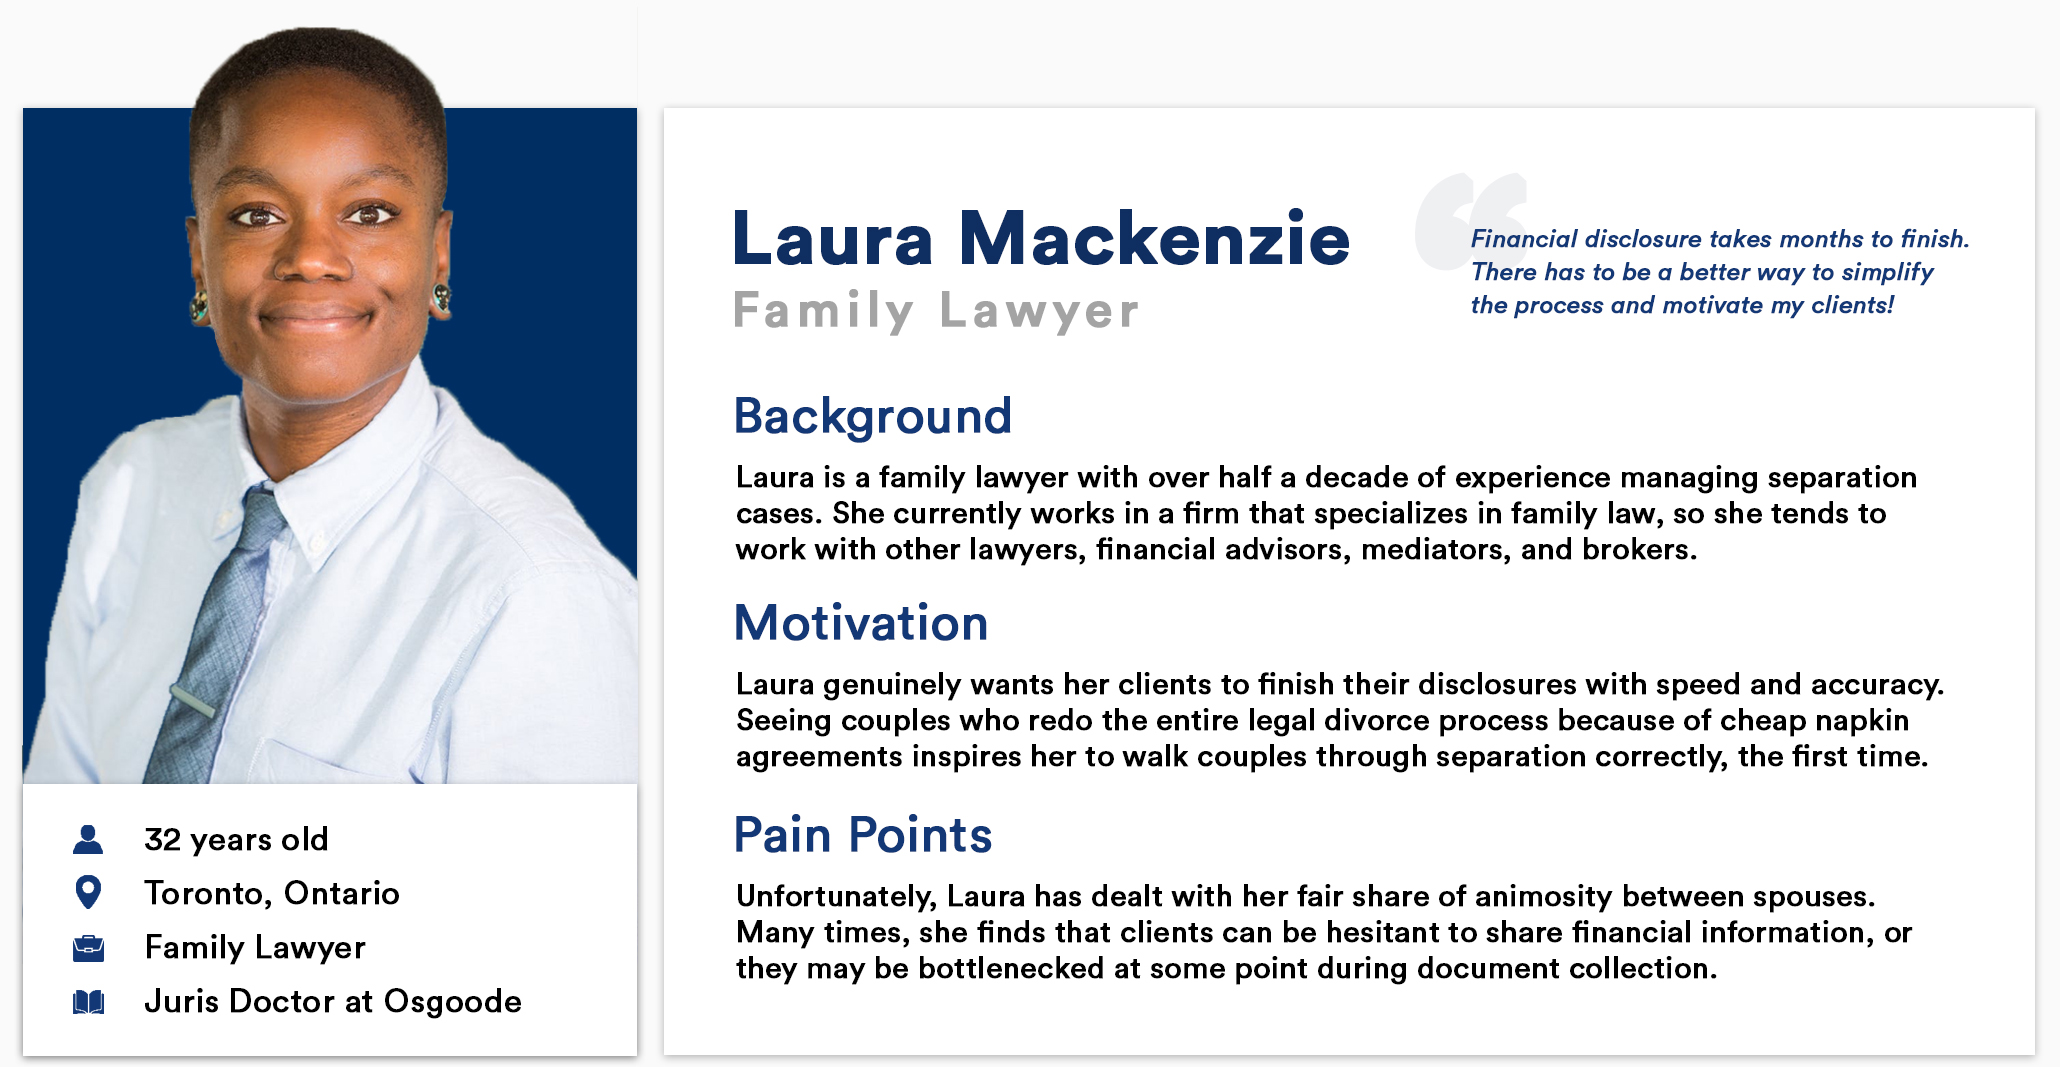 Laura Mackenzie
Family Lawyer
Financial disclosure takes months to finish.
There has to be a better way to simplify
the process and motivate my clients!
Background
Laura is a family lawyer with over half a decade of experience managing separation
cases. She currently works in a firm that specializes in family law, so she tends to
work with other lawyers, financial advisors, mediators, and brokers.
Motivation
Laura genuinely wants her clients to finish their disclosures with speed and accuracy.
Seeing couples who redo the entire legal divorce process because of cheap napkin
agreements inspires her to walk couples through separation correctly, the first time.
Pain Points
Unfortunately, Laura has dealt with her fair share of animosity between spouses.
Many times, she finds that clients can be hesitant to share financial information, or
they may be bottlenecked at some point during document collection.
32 years old
Toronto, Ontario
Family Lawyer
Juris Doctor at Osgoode